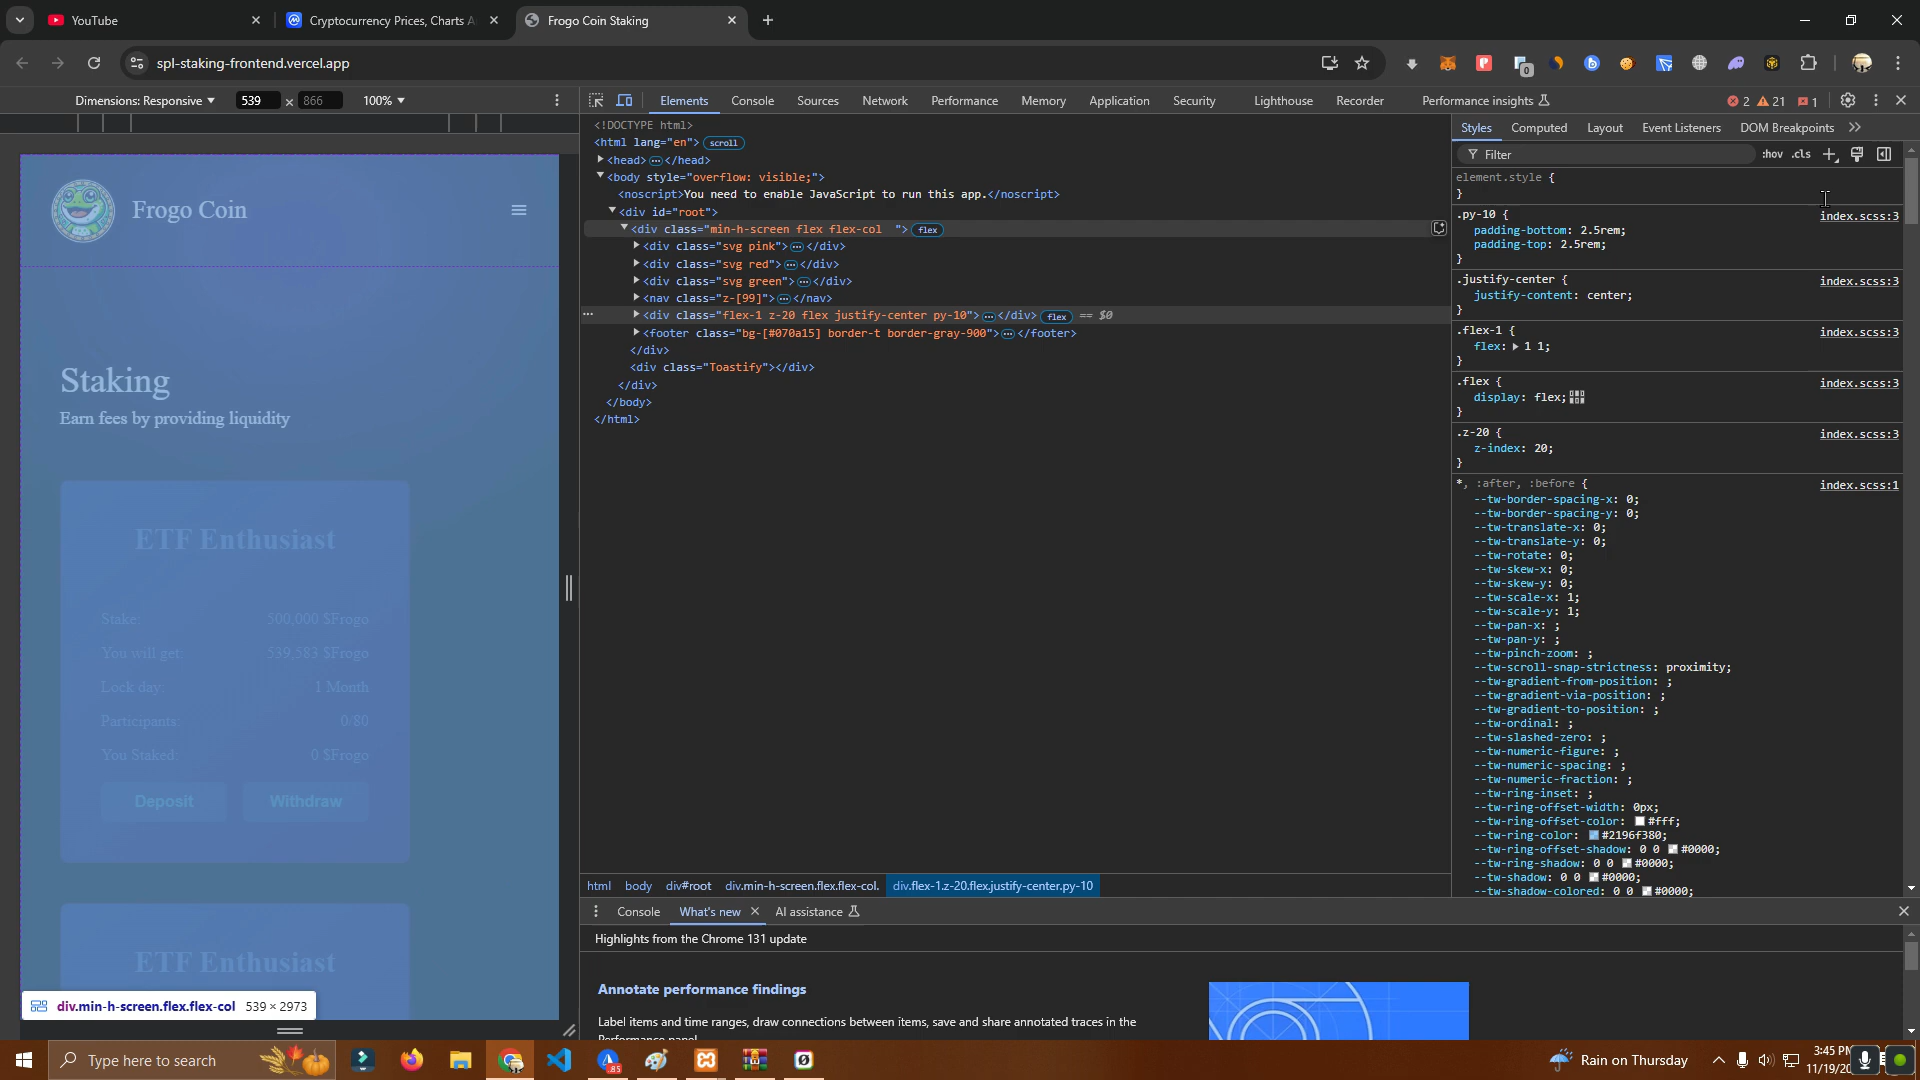 YouTube
Cryptocurrency Prices, Charts A
Frogo Coin Staking
spl-staking-frontend.vercel.app
0
Dimensions: Responsive
539 × 866
100%
Elements
Console
Sources
Network
Performance
Memory
Application
Security
Lighthouse
Recorder
Performance insights
2
21
1
<!DOCTYPE html>
<html lang="en"> scroll
<head> </head>
<body style="overflow: visible;">
<noscript>You need to enable JavaScript to run this app.</noscript>
<div id="root">
<div class="min-h-screen flex flex-col  "> flex
<div class="svg pink"> </div>
<div class="svg red"> </div>
<div class="svg green"> </div>
<nav class="z-[99]"> </nav>
<div class="flex-1 z-20 flex justify-center py-10"> </div> flex == $0
<footer class="bg-[#070a15] border-t border-gray-900"> </footer>
</div>
<div class="Toastify"></div>
</div>
</body>
</html>
Styles
Computed
Layout
Event Listeners
DOM Breakpoints
Filter
:hov .cls
element.style {
}
.py-10 { index.scss:3
padding-bottom: 2.5rem;
padding-top: 2.5rem;
}
.justify-center { index.scss:3
justify-content: center;
}
.flex-1 { index.scss:3
flex: 1 1;
}
.flex { index.scss:3
display: flex;
}
.z-20 { index.scss:3
z-index: 20;
}
*, :after, :before { index.scss:1
--tw-border-spacing-x: 0;
--tw-border-spacing-y: 0;
--tw-translate-x: 0;
--tw-translate-y: 0;
--tw-rotate: 0;
--tw-skew-x: 0;
--tw-skew-y: 0;
--tw-scale-x: 1;
--tw-scale-y: 1;
--tw-pan-x: ;
--tw-pan-y: ;
--tw-pinch-zoom: ;
--tw-scroll-snap-strictness: proximity;
--tw-gradient-from-position: ;
--tw-gradient-via-position: ;
--tw-gradient-to-position: ;
--tw-ordinal: ;
--tw-slashed-zero: ;
--tw-numeric-figure: ;
--tw-numeric-spacing: ;
--tw-numeric-fraction: ;
--tw-ring-inset: ;
--tw-ring-offset-width: 0px;
--tw-ring-offset-color: #fff;
--tw-ring-color: #2196f380;
--tw-ring-offset-shadow: 0 0 #0000;
--tw-ring-shadow: 0 0 #0000;
--tw-shadow: 0 0 #0000;
--tw-shadow-colored: 0 0 #0000;
Frogo Coin
Staking
Earn fees by providing liquidity
ETF Enthusiast
Stake: 500,000 $Frogo
You will get: 539,583 $Frogo
Lock day: 1 Month
Participants: 0/80
You Staked: 0 $Frogo
Deposit
Withdraw
ETF Enthusiast
div.min-h-screen.flex.flex-col 539 × 2973
html
body
div#root
div.min-h-screen.flex.flex-col.
div.flex-1.z-20.flex.justify-center.py-10
Console
What's new
AI assistance
Highlights from the Chrome 131 update
Annotate performance findings
Label items and time ranges, draw connections between items, save and share annotated traces in the
Performance panel.
Type here to search
.85
Rain on Thursday
3:45 PM
11/19/20